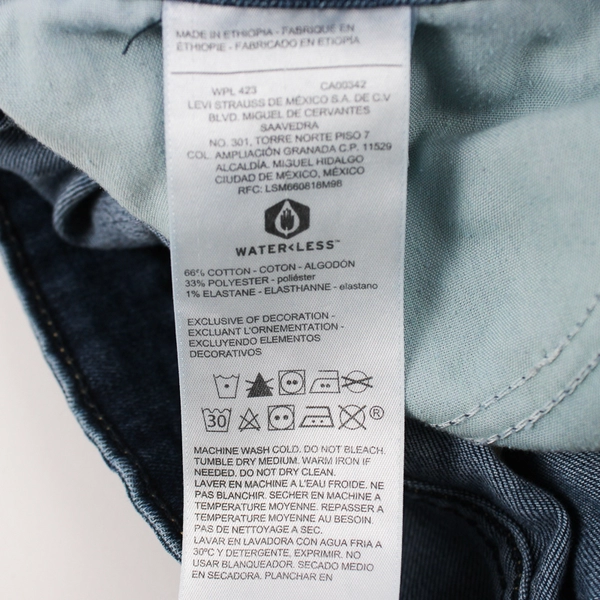 MADE IN ETHIOPIA - FABRIQUE EN
ÉTHIOPIE - FABRICADO EN ETIOPÍA
WPL 423 CA00342
LEVI STRAUSS DE MÉXICO S.A. DE C.V
BLVD. MIGUEL DE CERVANTES
SAAVEDRA
NO. 301, TORRE NORTE PISO 7
COL. AMPLIACIÓN GRANADA C.P. 11529
ALCALDÍA. MIGUEL HIDALGO
CIUDAD DE MÉXICO, MÉXICO
RFC: LSM660818M98
WATER<LESS™
66% COTTON - COTON - ALGODÓN
33% POLYESTER - poliéster
1% ELASTANE - ELASTHANNE - elastano
EXCLUSIVE OF DECORATION -
EXCLUANT L'ORNEMENTATION -
EXCLUYENDO ELEMENTOS
DECORATIVOS
30 ®
MACHINE WASH COLD. DO NOT BLEACH.
TUMBLE DRY MEDIUM. WARM IRON IF
NEEDED. DO NOT DRY CLEAN.
LAVER EN MACHINE A L'EAU FROIDE. NE
PAS BLANCHIR. SECHER EN MACHINE A
TEMPERATURE MOYENNE. REPASSER A
TEMPERATURE MOYENNE AU BESOIN.
PAS DE NETTOYAGE A SEC.
LAVAR EN LAVADORA CON AGUA FRIA A
30ºC Y DETERGENTE, EXPRIMIR. NO
USAR BLANQUEADOR. SECADO MEDIO
EN SECADORA. PLANCHAR EN